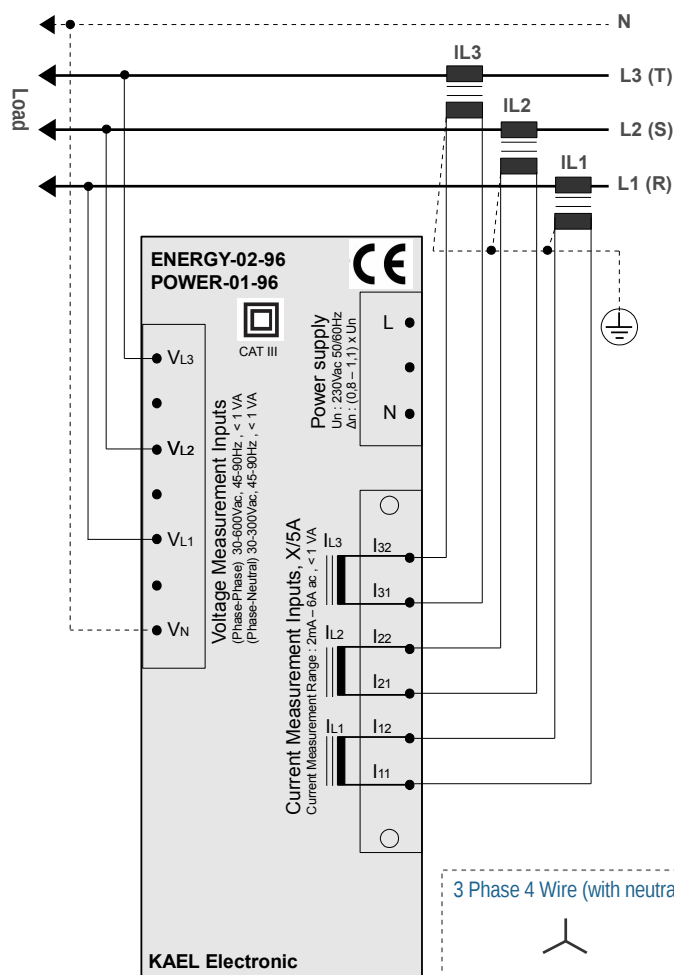 N
IL3
L3 (T)
IL2
L2 (S)
IL1
L1 (R)
Load
ENERGY-02-96
POWER-01-96
CE
CAT III
Power supply
Un : 230Vac 50/60Hz
Δn : (0,8 – 1,1) x Un
L
N
VL3
VL2
VL1
VN
Voltage Measurement Inputs
(Phase-Phase) 30-600Vac, 45-90Hz , < 1 VA
(Phase-Neutral) 30-300Vac, 45-90Hz , < 1 VA
Current Measurement Inputs, X/5A
Current Measurement Range : 2mA – 6A ac , < 1 VA
IL3
I32
I31
IL2
I22
I21
IL1
I12
I11
3 Phase 4 Wire (with neutra
KAEL Electronic